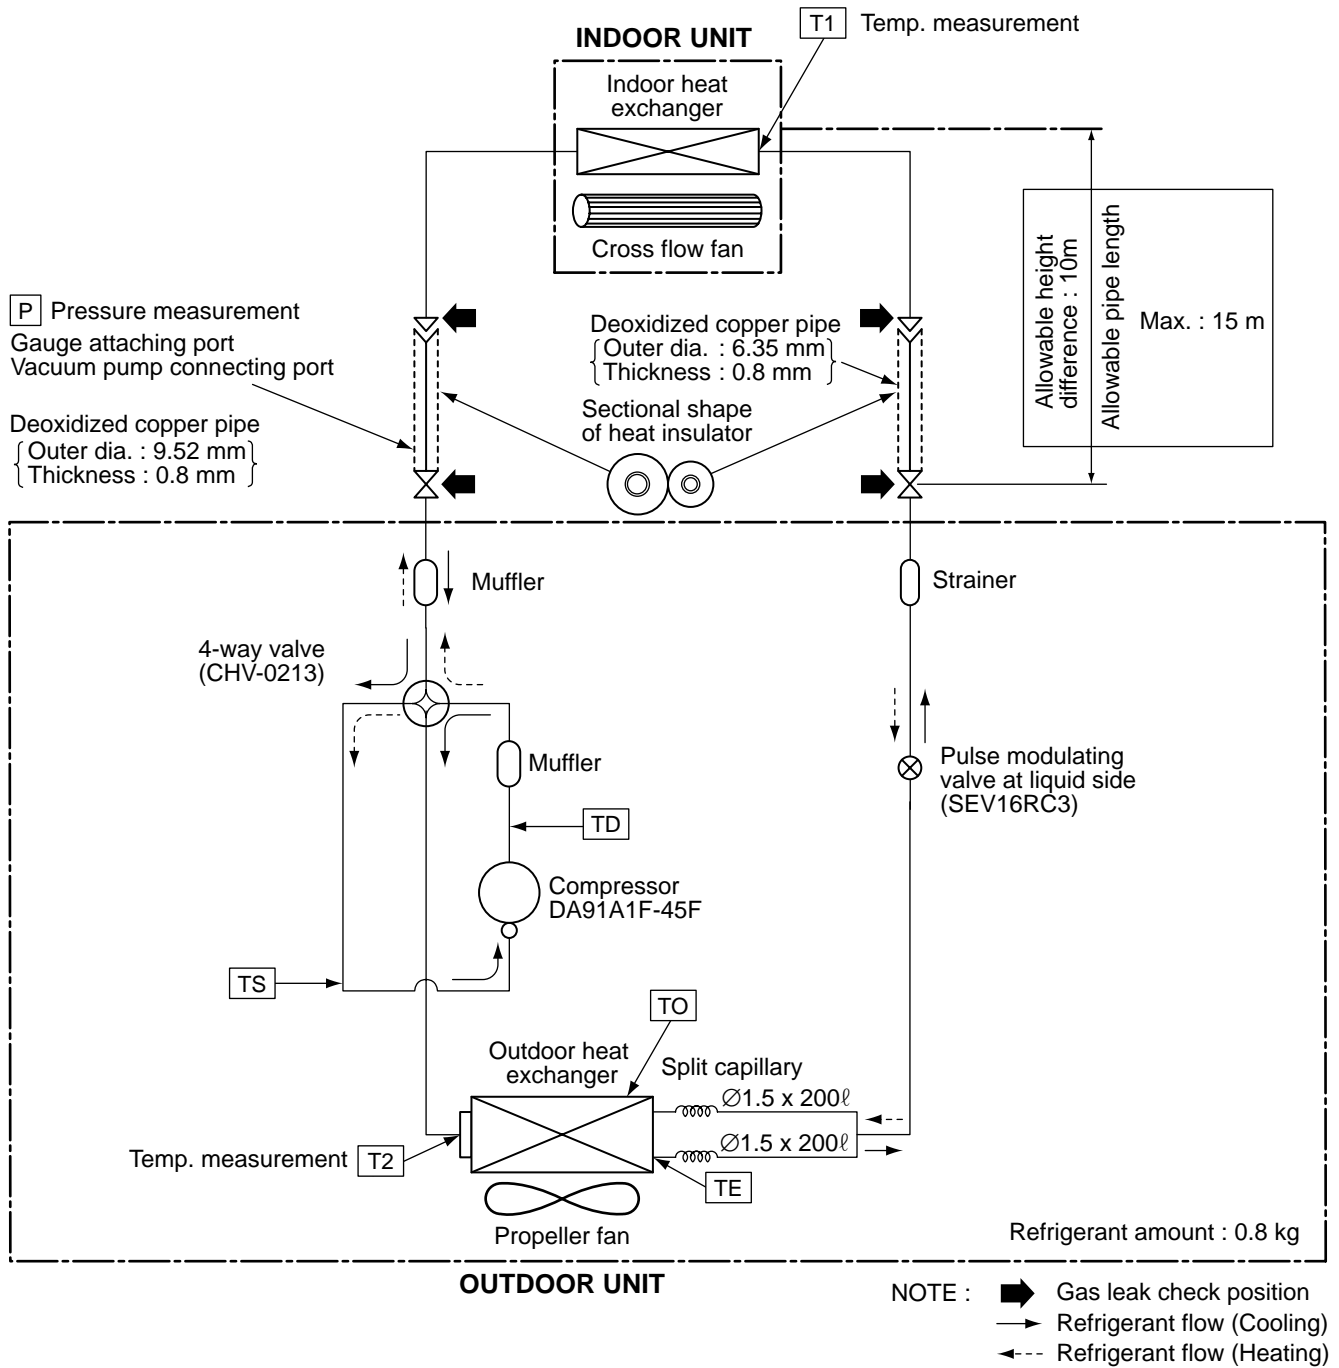 T1 Temp. measurement
INDOOR UNIT
Indoor heat
exchanger
Cross flow fan
Allowable height
difference : 10m
Allowable pipe length
Max. : 15 m
P Pressure measurement
Gauge attaching port
Vacuum pump connecting port
Deoxidized copper pipe
Outer dia. : 9.52 mm
Thickness : 0.8 mm
Deoxidized copper pipe
Outer dia. : 6.35 mm
Thickness : 0.8 mm
Sectional shape
of heat insulator
Muffler
Strainer
4-way valve
(CHV-0213)
Muffler
Pulse modulating
valve at liquid side
(SEV16RC3)
TD
Compressor
DA91A1F-45F
TS
TO
Outdoor heat
exchanger
Split capillary
Ø1.5 x 200ℓ
Ø1.5 x 200ℓ
Temp. measurement T2
TE
Propeller fan
Refrigerant amount : 0.8 kg
OUTDOOR UNIT
NOTE : Gas leak check position
Refrigerant flow (Cooling)
Refrigerant flow (Heating)